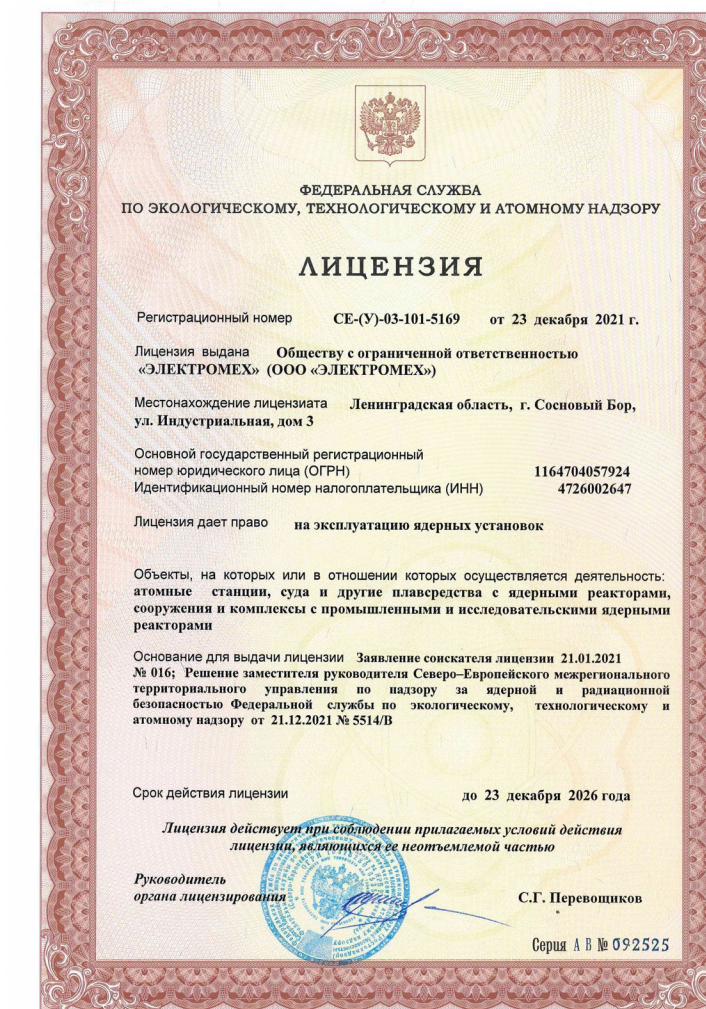 ФЕДЕРАЛЬНАЯ СЛУЖБА
ПО ЭКОЛОГИЧЕСКОМУ, ТЕХНОЛОГИЧЕСКОМУ И АТОМНОМУ НАДЗОРУ
ЛИЦЕНЗИЯ
Регистрационный номер СЕ-(У)-03-101-5169 от 23 декабря 2021 г.
Лицензия выдана Обществу с ограниченной ответственностью
«ЭЛЕКТРОМЕХ» (ООО «ЭЛЕКТРОМЕХ»)
Местонахождение лицензиата Ленинградская область, г. Сосновый Бор,
ул. Индустриальная, дом 3
Основной государственный регистрационный
номер юридического лица (ОГРН) 1164704057924
Идентификационный номер налогоплательщика (ИНН) 4726002647
Лицензия дает право на эксплуатацию ядерных установок
Объекты, на которых или в отношении которых осуществляется деятельность:
атомные станции, суда и другие плавсредства с ядерными реакторами,
сооружения и комплексы с промышленными и исследовательскими ядерными
реакторами
Основание для выдачи лицензии Заявление соискателя лицензии 21.01.2021
№ 016; Решение заместителя руководителя Северо–Европейского межрегионального
территориального управления по надзору за ядерной и радиационной
безопасностью Федеральной службы по экологическому, технологическому и
атомному надзору от 21.12.2021 № 5514/В
Срок действия лицензии до 23 декабря 2026 года
Лицензия действует при соблюдении прилагаемых условий действия
лицензии, являющихся ее неотъемлемой частью
Руководитель
органа лицензирования С.Г. Перевощиков
Серия А В № 092525